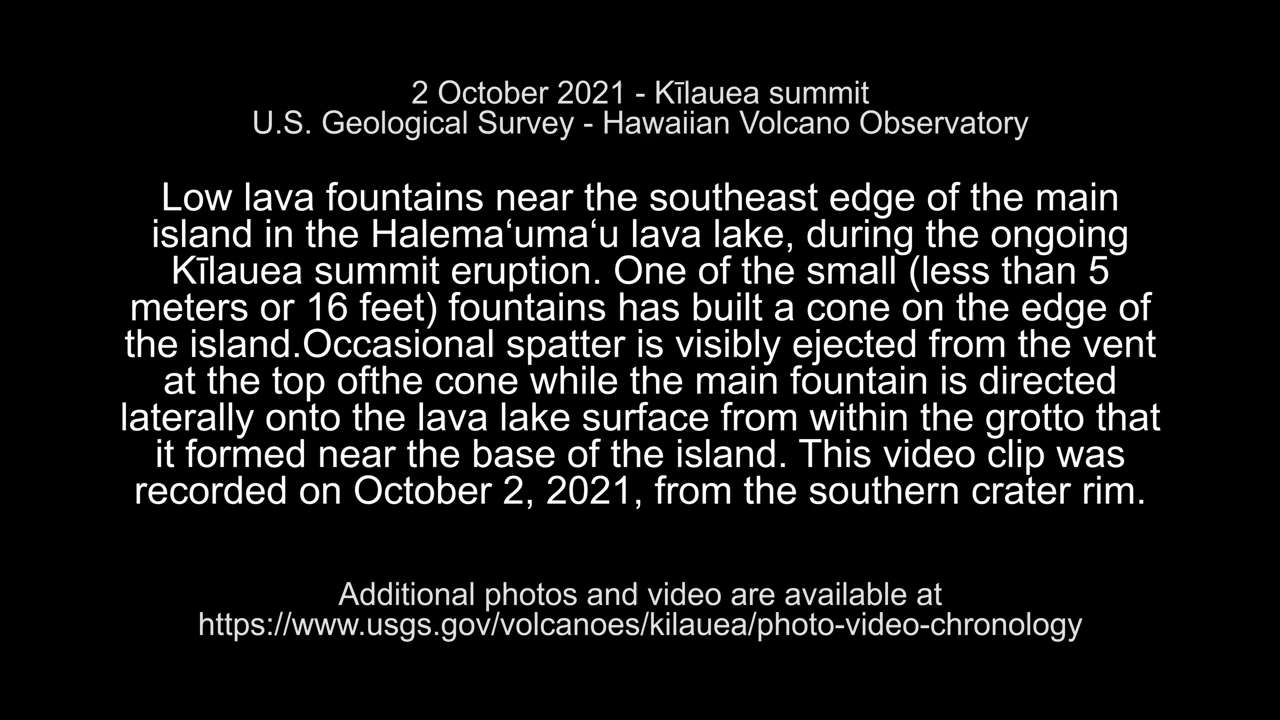 2 October 2021 - Kīlauea summit
U.S. Geological Survey - Hawaiian Volcano Observatory
Low lava fountains near the southeast edge of the main
island in the Halemaʻumaʻu lava lake, during the ongoing
Kīlauea summit eruption. One of the small (less than 5
meters or 16 feet) fountains has built a cone on the edge of
the island.Occasional spatter is visibly ejected from the vent
at the top ofthe cone while the main fountain is directed
laterally onto the lava lake surface from within the grotto that
it formed near the base of the island. This video clip was
recorded on October 2, 2021, from the southern crater rim.
Additional photos and video are available at
https://www.usgs.gov/volcanoes/kilauea/photo-video-chronology